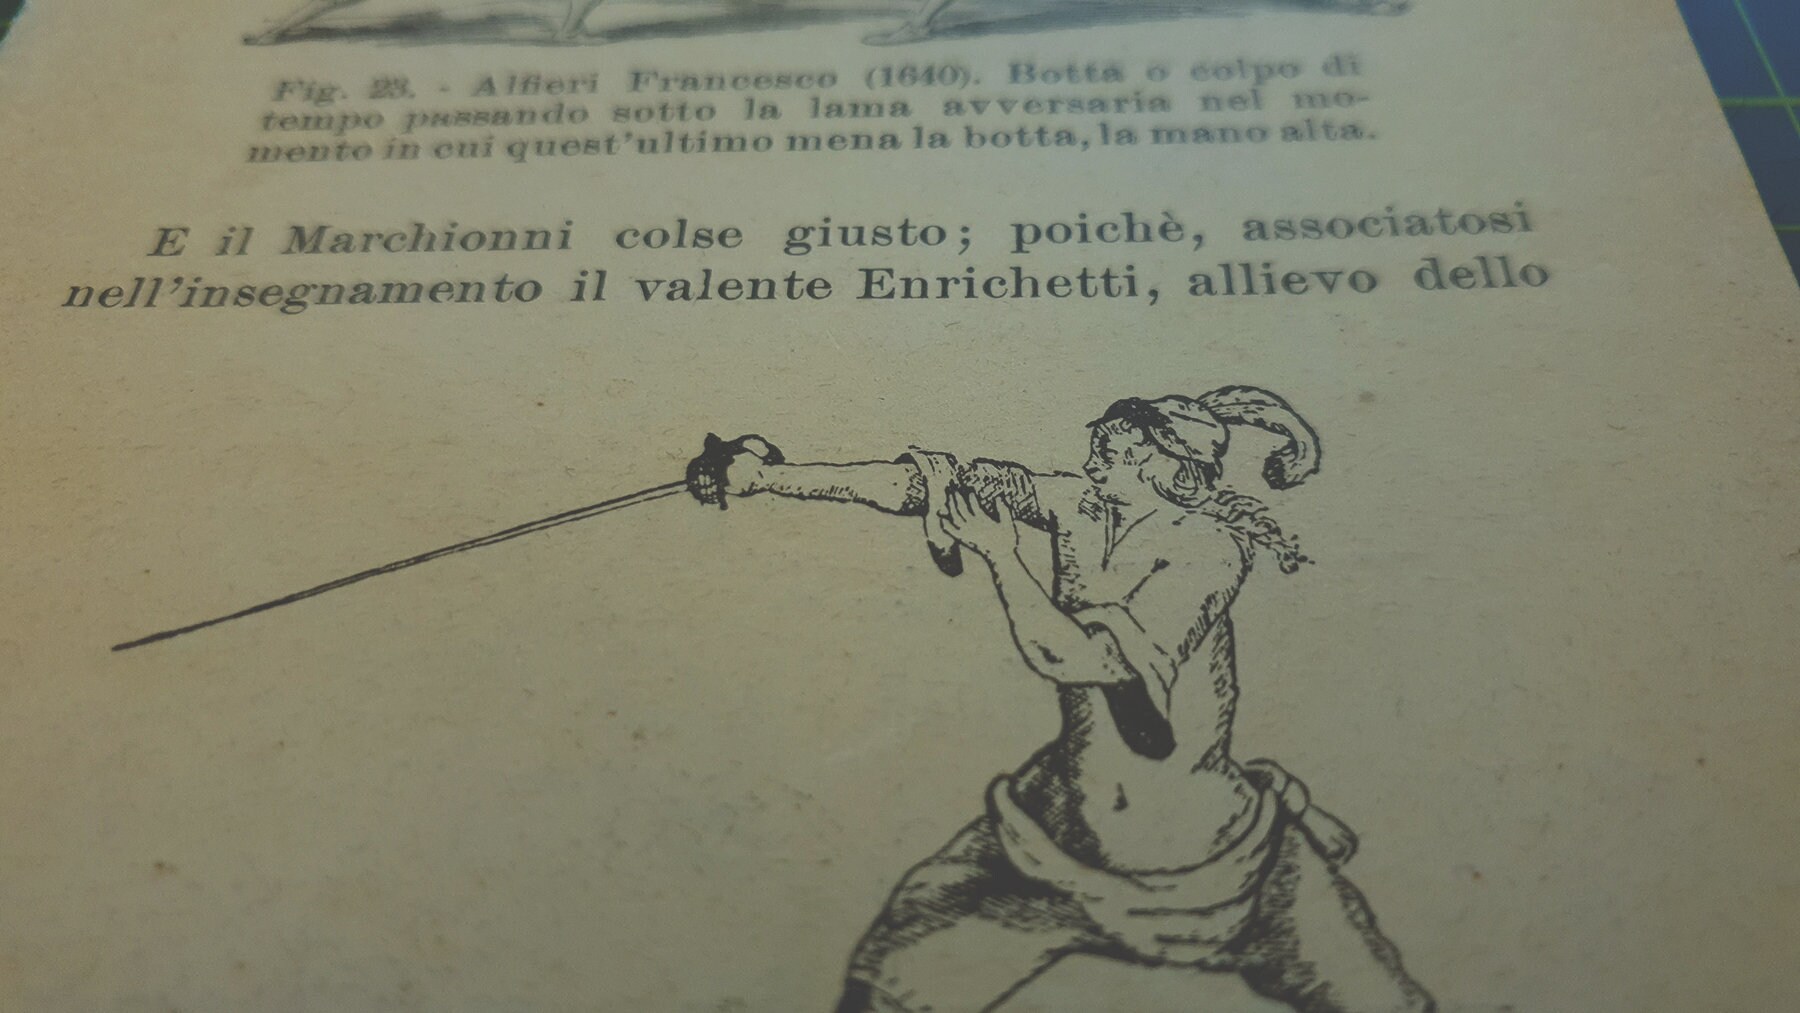 Fig. 23. - Alfieri Francesco (1640). Botta o colpo di
tempo passando sotto la lama avversaria nel mo-
mento in cui quest'ultimo mena la botta, la mano alta.
E il Marchionni colse giusto; poichè, associatosi
nell'insegnamento il valente Enrichetti, allievo dello